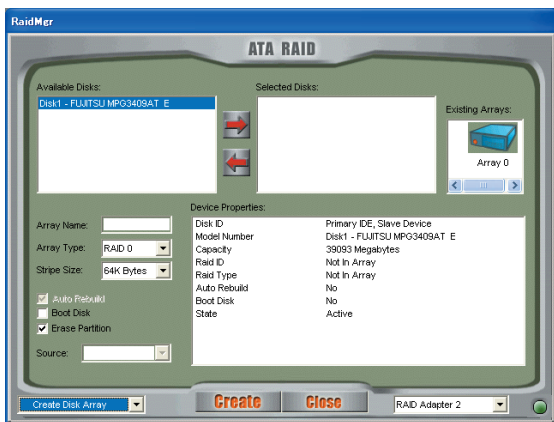 RaidMgr
ATA RAID
Available Disks:
Disk1 - FUJITSU MPG3409AT E
Selected Disks:
Existing Arrays:
Array 0
Array Name:
Array Type: RAID 0
Stripe Size: 64K Bytes
Auto Rebuild
Boot Disk
Erase Partition
Source:
Device Properties:
Disk ID Primary IDE, Slave Device
Model Number Disk1 - FUJITSU MPG3409AT E
Capacity 39093 Megabytes
Raid ID Not In Array
Raid Type Not In Array
Auto Rebuild No
Boot Disk No
State Active
Create Disk Array
Create
Close
RAID Adapter 2